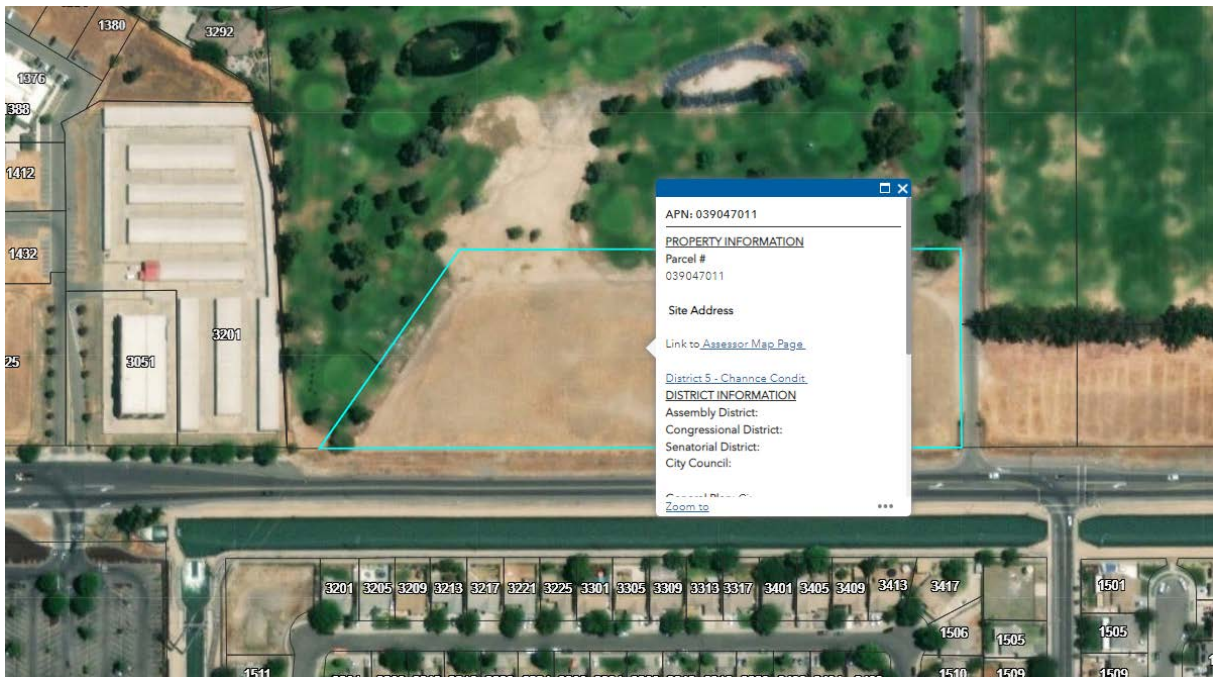 1380
3292
1376
1388
1412
1432
3201
3051
25
APN: 039047011
PROPERTY INFORMATION
Parcel #
039047011
Site Address
Link to Assessor Map Page
District 5 - Channce Condit
DISTRICT INFORMATION
Assembly District:
Congressional District:
Senatorial District:
City Council:
Zoom to
3201 3205 3209 3213 3217 3221 3225 3301 3305 3309 3313 3317 3401 3405 3409 3413 3417
1501
1506 1505 1505
1511
1510 1509 1509